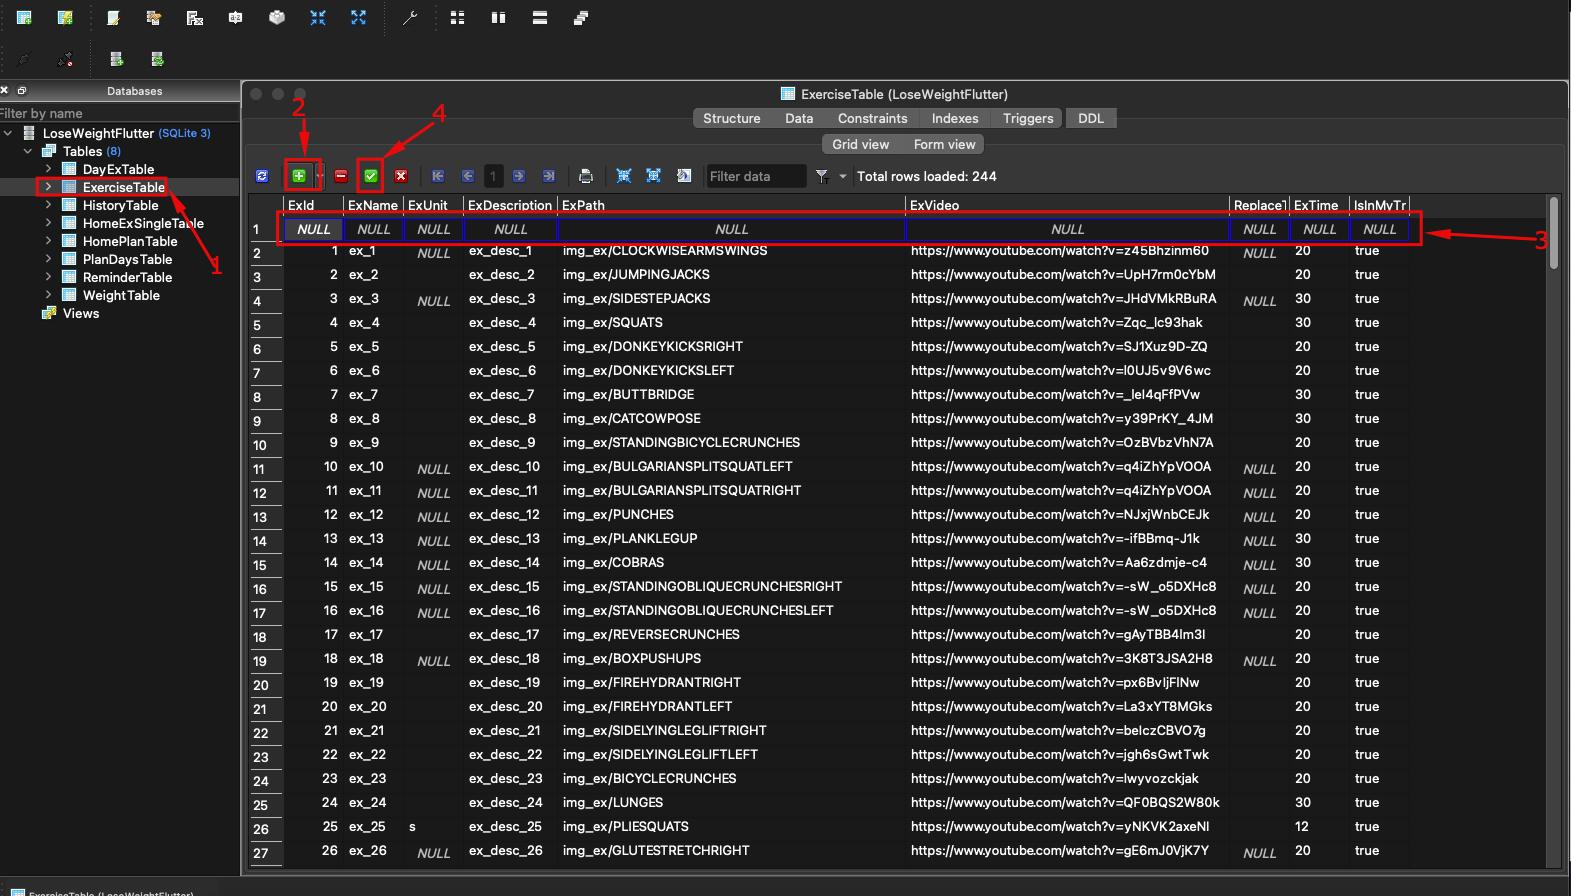 Databases
Filter by name
LoseWeightFlutter (SQLite 3)
Tables (8)
DayExTable
ExerciseTable
HistoryTable
HomeExSingleTable
HomePlanTable
PlanDaysTable
ReminderTable
WeightTable
Views
1
2
4
3
ExerciseTable (LoseWeightFlutter)
Structure Data Constraints Indexes Triggers DDL
Grid view Form view
1 Filter data Total rows loaded: 244
ExId ExName ExUnit ExDescription ExPath ExVideo ReplaceT ExTime IsInMyTr
1 NULL NULL NULL NULL NULL NULL NULL NULL NULL
2 1 ex_1 NULL ex_desc_1 img_ex/CLOCKWISEARMSWINGS https://www.youtube.com/watch?v=z45Bhzinm60 NULL 20 true
3 2 ex_2 ex_desc_2 img_ex/JUMPINGJACKS https://www.youtube.com/watch?v=UpH7rm0cYbM 20 true
4 3 ex_3 NULL ex_desc_3 img_ex/SIDESTEPJACKS https://www.youtube.com/watch?v=JHdVMkRBuRA NULL 30 true
5 4 ex_4 ex_desc_4 img_ex/SQUATS https://www.youtube.com/watch?v=Zqc_lc93hak 30 true
6 5 ex_5 ex_desc_5 img_ex/DONKEYKICKSRIGHT https://www.youtube.com/watch?v=SJ1Xuz9D-ZQ 20 true
7 6 ex_6 ex_desc_6 img_ex/DONKEYKICKSLEFT https://www.youtube.com/watch?v=l0UJ5v9V6wc 20 true
8 7 ex_7 ex_desc_7 img_ex/BUTTBRIDGE https://www.youtube.com/watch?v=_leI4qFfPVw 30 true
9 8 ex_8 ex_desc_8 img_ex/CATCOWPOSE https://www.youtube.com/watch?v=y39PrKY_4JM 30 true
10 9 ex_9 ex_desc_9 img_ex/STANDINGBICYCLECRUNCHES https://www.youtube.com/watch?v=OzBVbzVhN7A 20 true
11 10 ex_10 NULL ex_desc_10 img_ex/BULGARIANSPLITSQUATLEFT https://www.youtube.com/watch?v=q4iZhYpVOOA NULL 20 true
12 11 ex_11 NULL ex_desc_11 img_ex/BULGARIANSPLITSQUATRIGHT https://www.youtube.com/watch?v=q4iZhYpVOOA NULL 20 true
13 12 ex_12 NULL ex_desc_12 img_ex/PUNCHES https://www.youtube.com/watch?v=NJxjWnbCEJk NULL 20 true
14 13 ex_13 NULL ex_desc_13 img_ex/PLANKLEGUP https://www.youtube.com/watch?v=-ifBBmq-J1k NULL 30 true
15 14 ex_14 NULL ex_desc_14 img_ex/COBRAS https://www.youtube.com/watch?v=Aa6zdmje-c4 NULL 30 true
16 15 ex_15 NULL ex_desc_15 img_ex/STANDINGOBLIQUECRUNCHESRIGHT https://www.youtube.com/watch?v=-sW_o5DXHc8 NULL 20 true
17 16 ex_16 NULL ex_desc_16 img_ex/STANDINGOBLIQUECRUNCHESLEFT https://www.youtube.com/watch?v=-sW_o5DXHc8 NULL 20 true
18 17 ex_17 ex_desc_17 img_ex/REVERSECRUNCHES https://www.youtube.com/watch?v=gAyTBB4lm3I 20 true
19 18 ex_18 NULL ex_desc_18 img_ex/BOXPUSHUPS https://www.youtube.com/watch?v=3K8T3JSA2H8 NULL 20 true
20 19 ex_19 ex_desc_19 img_ex/FIREHYDRANTRIGHT https://www.youtube.com/watch?v=px6BvIjFlNw 20 true
21 20 ex_20 ex_desc_20 img_ex/FIREHYDRANTLEFT https://www.youtube.com/watch?v=La3xYT8MGks 20 true
22 21 ex_21 ex_desc_21 img_ex/SIDELYINGLEGLIFTRIGHT https://www.youtube.com/watch?v=belczCBVO7g 20 true
23 22 ex_22 ex_desc_22 img_ex/SIDELYINGLEGLIFTLEFT https://www.youtube.com/watch?v=jgh6sGwtTwk 20 true
24 23 ex_23 ex_desc_23 img_ex/BICYCLECRUNCHES https://www.youtube.com/watch?v=Iwyvozckjak 20 true
25 24 ex_24 ex_desc_24 img_ex/LUNGES https://www.youtube.com/watch?v=QF0BQS2W80k 30 true
26 25 ex_25 s ex_desc_25 img_ex/PLIESQUATS https://www.youtube.com/watch?v=yNKVK2axeNI 12 true
27 26 ex_26 NULL ex_desc_26 img_ex/GLUTESTRETCHRIGHT https://www.youtube.com/watch?v=gE6mJ0VjK7Y NULL 20 true
ExerciseTable (LoseWeightFlutter)